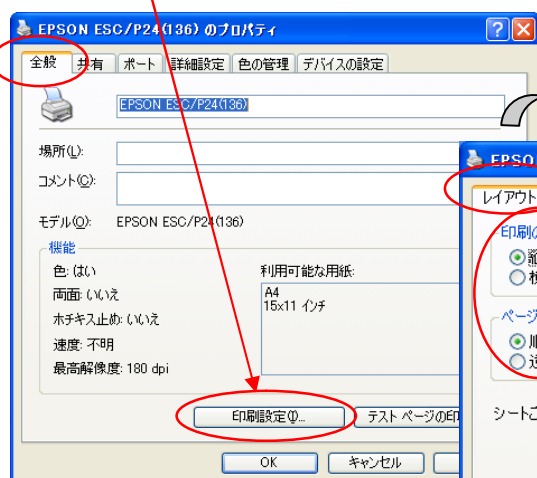 EPSON ESC/P24(136) のプロパティ
全般 共有 ポート 詳細設定 色の管理 デバイスの設定
EPSON ESC/P24(136)
場所(L):
コメント(C):
モデル(O): EPSON ESC/P24(136)
機能
色: はい
両面: いいえ
ホチキス止め: いいえ
速度: 不明
最高解像度: 180 dpi
利用可能な用紙:
A4
15x11 インチ
印刷設定(I)...
テスト ページの印
OK
キャンセル
EPSO
レイアウト
印刷の
ページ
シートご